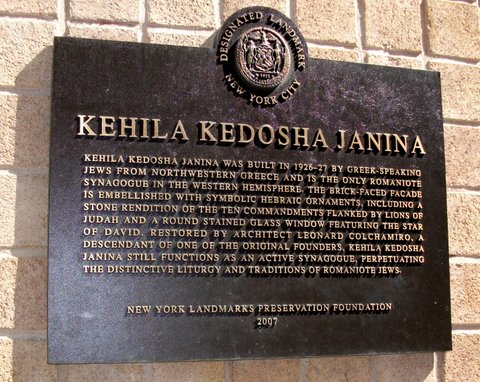 DESIGNATED LANDMARK
NEW YORK CITY
KEHILA KEDOSHA JANINA
KEHILA KEDOSHA JANINA WAS BUILT IN 1926-27 BY GREEK-SPEAKING
JEWS FROM NORTHWESTERN GREECE AND IS THE ONLY ROMANIOTE
SYNAGOGUE IN THE WESTERN HEMISPHERE. THE BRICK-FACED FACADE
IS EMBELLISHED WITH SYMBOLIC HEBRAIC ORNAMENTS, INCLUDING A
STONE RENDITION OF THE TEN COMMANDMENTS FLANKED BY LIONS OF
JUDAH AND A ROUND STAINED GLASS WINDOW FEATURING THE STAR
OF DAVID. RESTORED BY ARCHITECT LEONARD COLCHAMIRO, A
DESCENDANT OF ONE OF THE ORIGINAL FOUNDERS, KEHILA KEDOSHA
JANINA STILL FUNCTIONS AS AN ACTIVE SYNAGOGUE, PERPETUATING
THE DISTINCTIVE LITURGY AND TRADITIONS OF ROMANIOTE JEWS.
NEW YORK LANDMARKS PRESERVATION FOUNDATION
2007